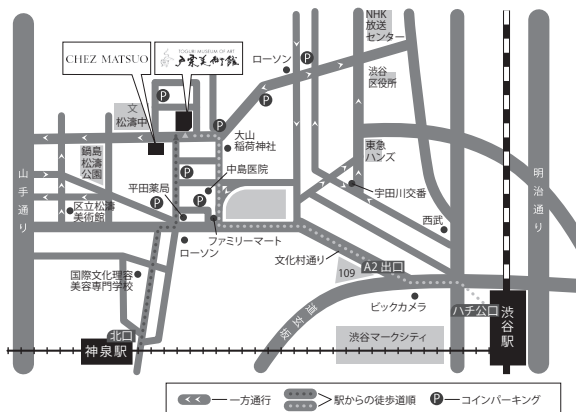 NHK
放送
センター
CHEZ MATSUO
TOGURI MUSEUM OF ART
戸栗美術館
ローソン
P
P
渋谷
区役所
P
文
松濤中
P
大山
稲荷神社
鍋島
松濤
公園
東急
ハンズ
P
中島医院
山手通り
明治通り
平田薬局
P
P
宇田川交番
区立松濤
美術館
ファミリーマート
西武
ローソン
文化村通り
国際文化理容
美容専門学校
109
A2 出口
道玄坂
ビックカメラ
ハチ公口
渋谷駅
北口
神泉駅
渋谷マークシティ
一方通行
駅からの徒歩道順
P
コインパーキング